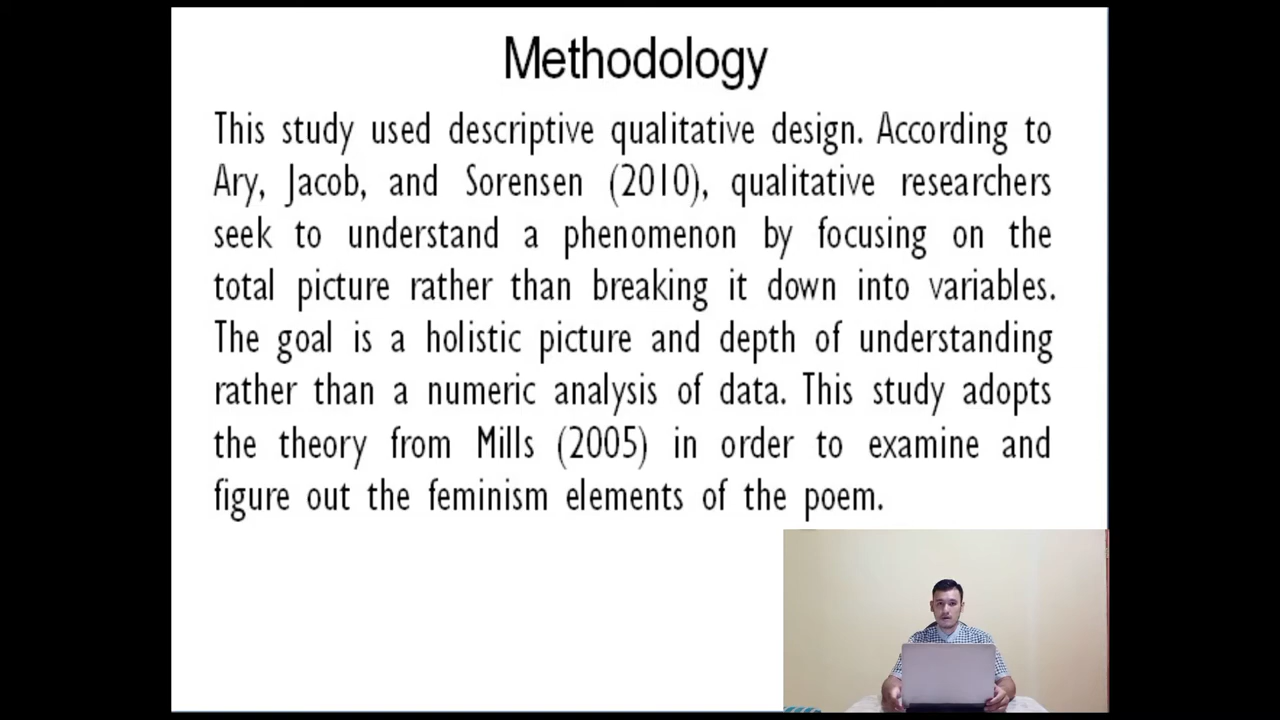 Methodology
This study used descriptive qualitative design. According to
Ary, Jacob, and Sorensen (2010), qualitative researchers
seek to understand a phenomenon by focusing on the
total picture rather than breaking it down into variables.
The goal is a holistic picture and depth of understanding
rather than a numeric analysis of data. This study adopts
the theory from Mills (2005) in order to examine and
figure out the feminism elements of the poem.